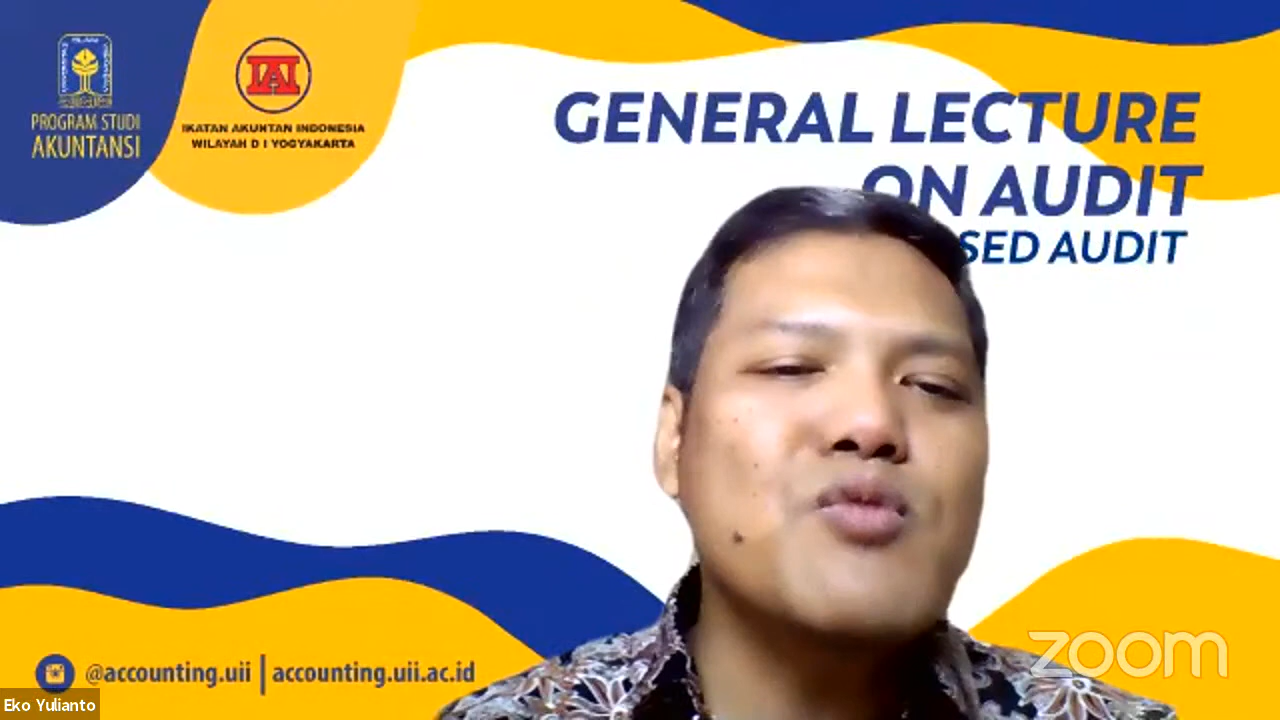 PROGRAM STUDI
AKUNTANSI
IAI
IKATAN AKUNTAN INDONESIA
WILAYAH D I YOGYAKARTA
GENERAL LECTURE
ON AUDIT
SED AUDIT
@accounting.uii | accounting.uii.ac.id
zoom
Eko Yulianto